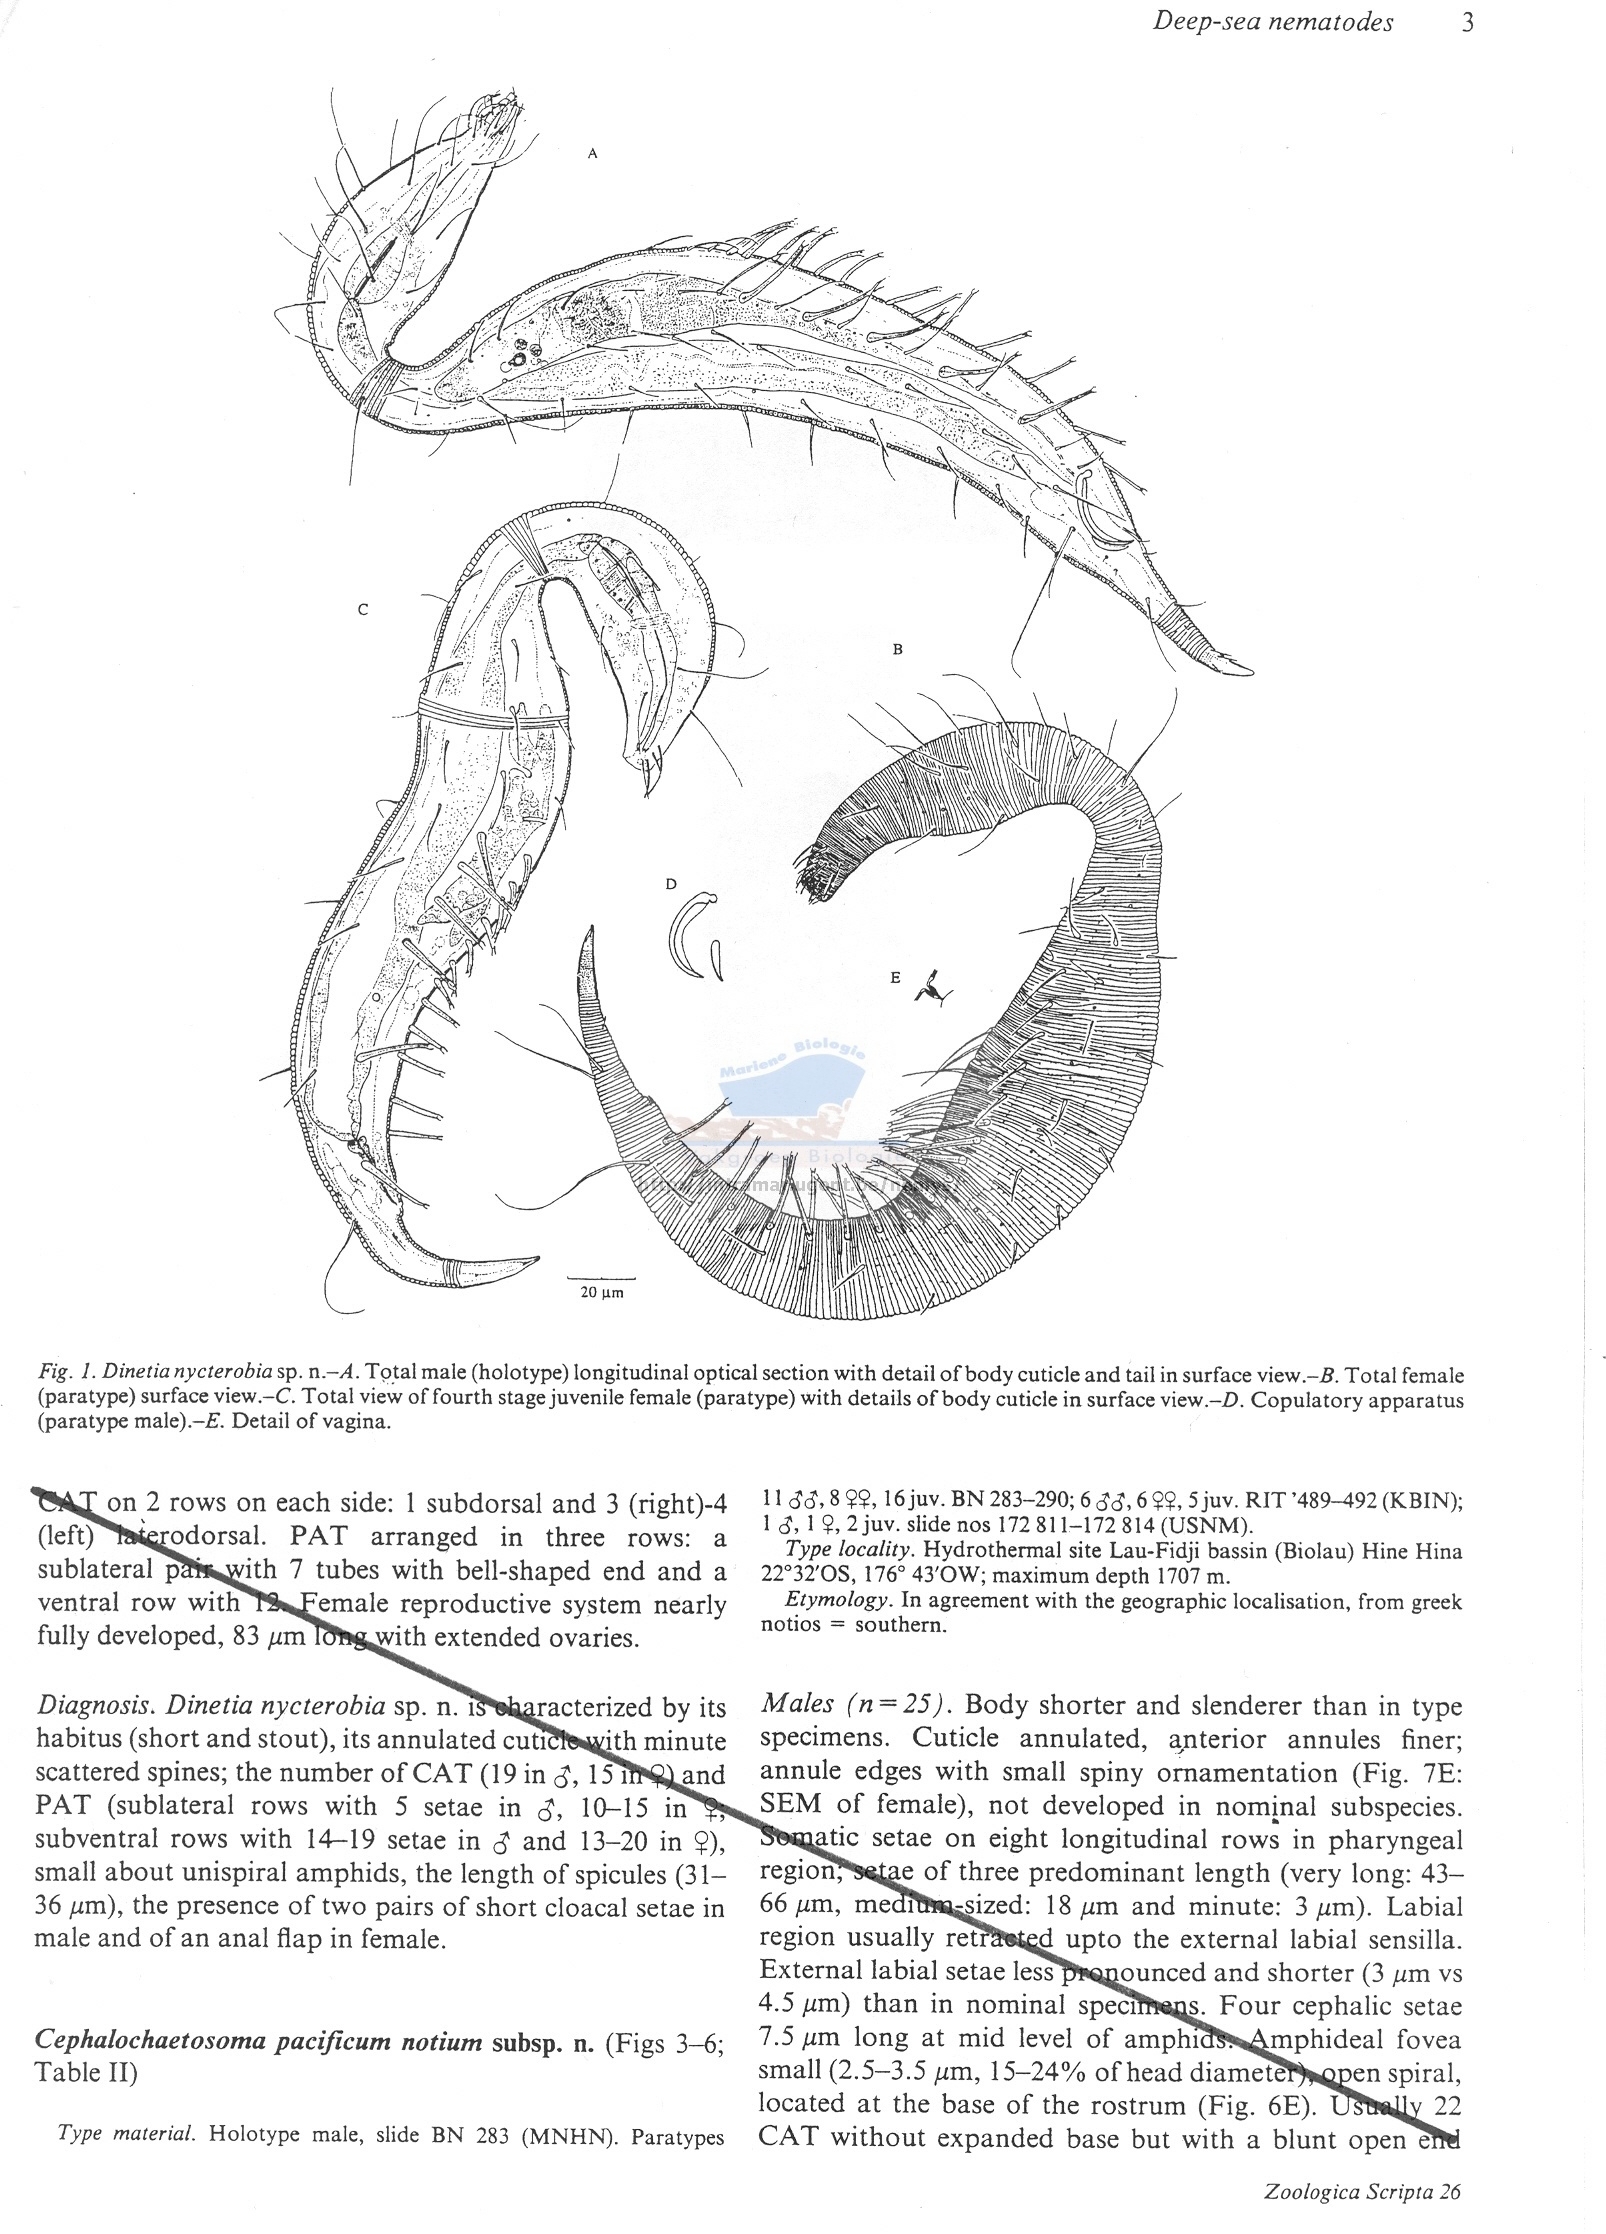 Deep-sea nematodes 3
A
C
B
D
E
Mariene Biologie
20 μm
Fig. 1. Dinetia nycterobia sp. n.–A. Total male (holotype) longitudinal optical section with detail of body cuticle and tail in surface view.–B. Total female
(paratype) surface view.–C. Total view of fourth stage juvenile female (paratype) with details of body cuticle in surface view.–D. Copulatory apparatus
(paratype male).–E. Detail of vagina.
CAT on 2 rows on each side: 1 subdorsal and 3 (right)-4
(left) laterodorsal. PAT arranged in three rows: a
sublateral pair with 7 tubes with bell-shaped end and a
ventral row with 12. Female reproductive system nearly
fully developed, 83 μm long with extended ovaries.
Diagnosis. Dinetia nycterobia sp. n. is characterized by its
habitus (short and stout), its annulated cuticle with minute
scattered spines; the number of CAT (19 in ♂, 15 in ♀) and
PAT (sublateral rows with 5 setae in ♂, 10–15 in ♀;
subventral rows with 14–19 setae in ♂ and 13–20 in ♀),
small about unispiral amphids, the length of spicules (31–
36 μm), the presence of two pairs of short cloacal setae in
male and of an anal flap in female.
Cephalochaetosoma pacificum notium subsp. n. (Figs 3–6;
Table II)
Type material. Holotype male, slide BN 283 (MNHN). Paratypes
11 ♂♂, 8 ♀♀, 16 juv. BN 283–290; 6 ♂♂, 6 ♀♀, 5 juv. RIT '489–492 (KBIN);
1 ♂, 1 ♀, 2 juv. slide nos 172 811–172 814 (USNM).
Type locality. Hydrothermal site Lau-Fidji bassin (Biolau) Hine Hina
22°32'OS, 176° 43'OW; maximum depth 1707 m.
Etymology. In agreement with the geographic localisation, from greek
notios = southern.
Males (n=25). Body shorter and slenderer than in type
specimens. Cuticle annulated, anterior annules finer;
annule edges with small spiny ornamentation (Fig. 7E:
SEM of female), not developed in nominal subspecies.
Somatic setae on eight longitudinal rows in pharyngeal
region; setae of three predominant length (very long: 43–
66 μm, medium-sized: 18 μm and minute: 3 μm). Labial
region usually retracted upto the external labial sensilla.
External labial setae less pronounced and shorter (3 μm vs
4.5 μm) than in nominal specimens. Four cephalic setae
7.5 μm long at mid level of amphids. Amphideal fovea
small (2.5–3.5 μm, 15–24% of head diameter), open spiral,
located at the base of the rostrum (Fig. 6E). Usually 22
CAT without expanded base but with a blunt open end
Zoologica Scripta 26